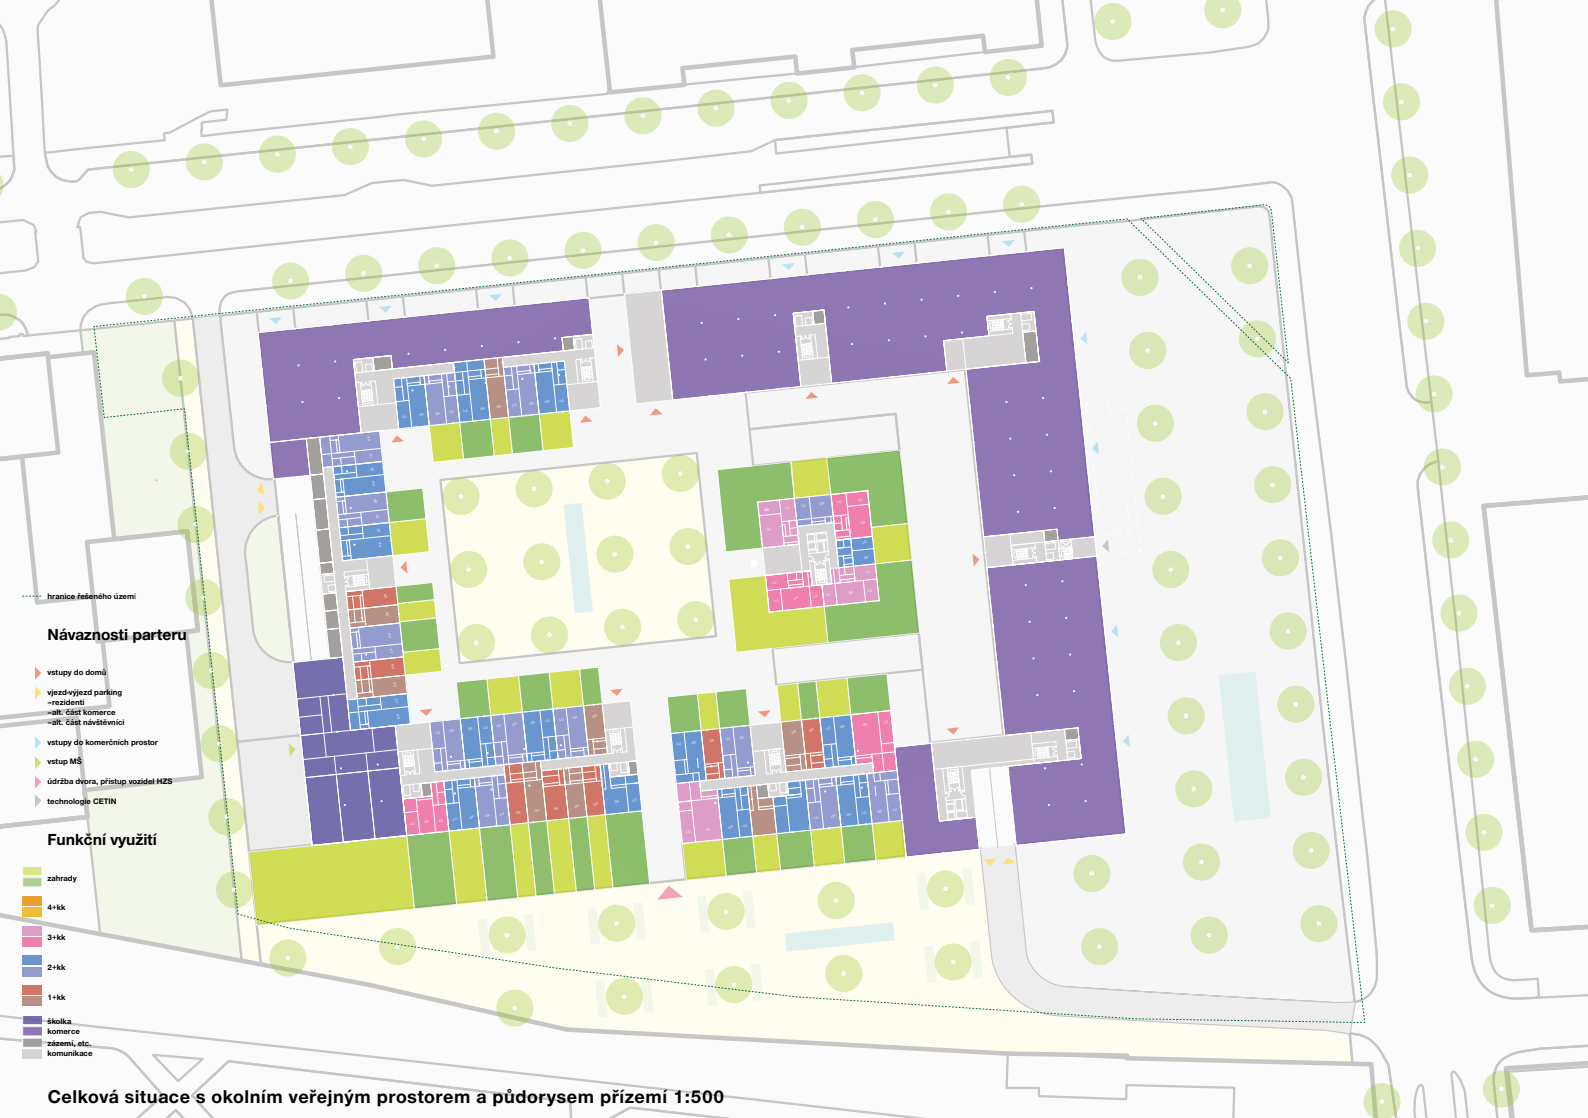 hranice řešeného území
Návaznosti parteru
vstupy do domů
vjezd-výjezd parking
–rezidenti
–alt. část komerce
–alt. část návštěvníci
vstupy do komerčních prostor
vstup MŠ
údržba dvora, přístup vozidel HZS
technologie CETIN
Funkční využití
zahrady
4+kk
3+kk
2+kk
1+kk
školka
komerce
zázemí, etc.
komunikace
Celková situace s okolním veřejným prostorem a půdorysem přízemí 1:500